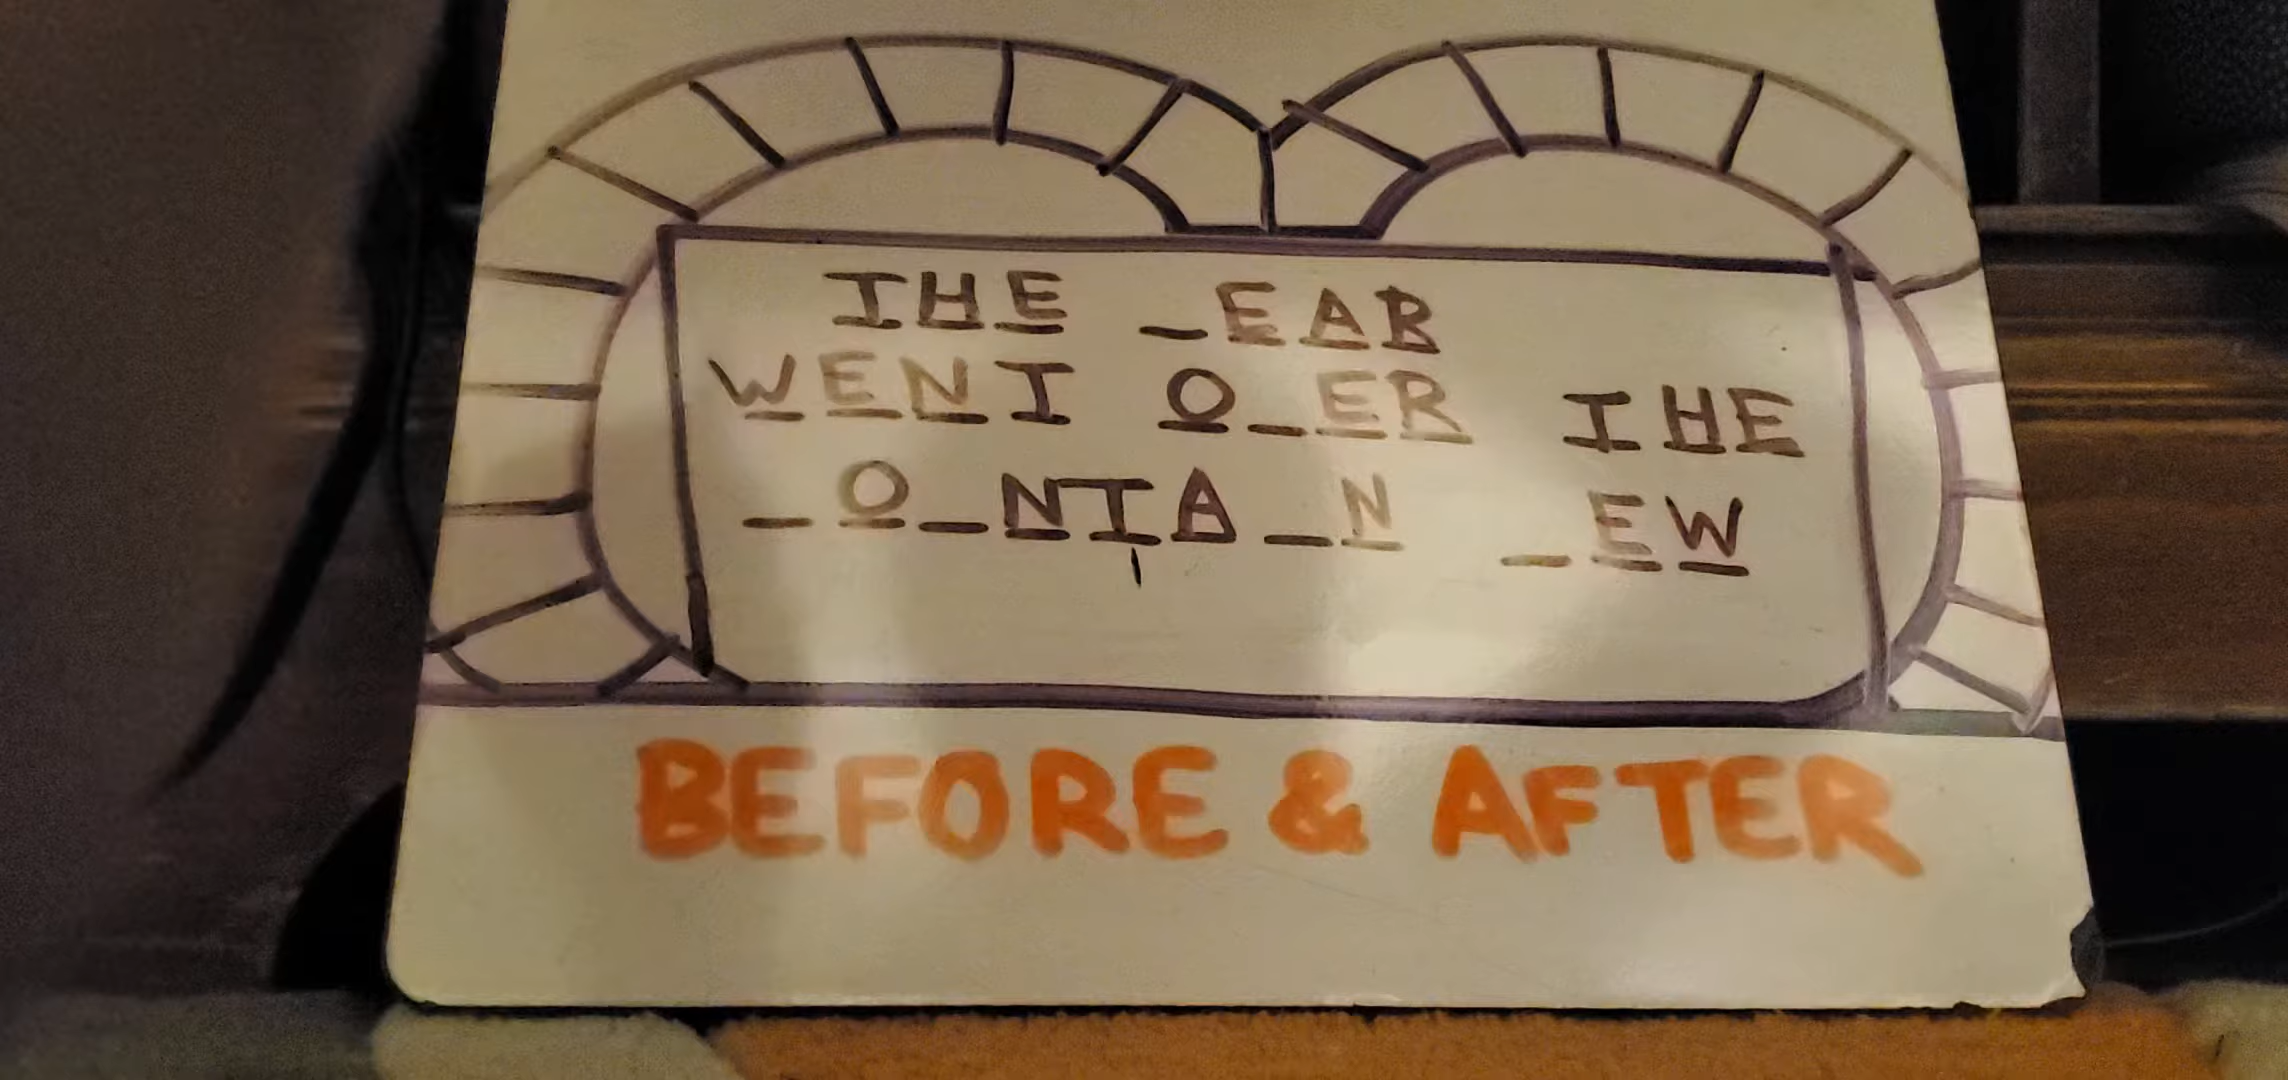 THE _EAR
WENT O_ER THE
_O_NTA_N _EW
BEFORE & AFTER